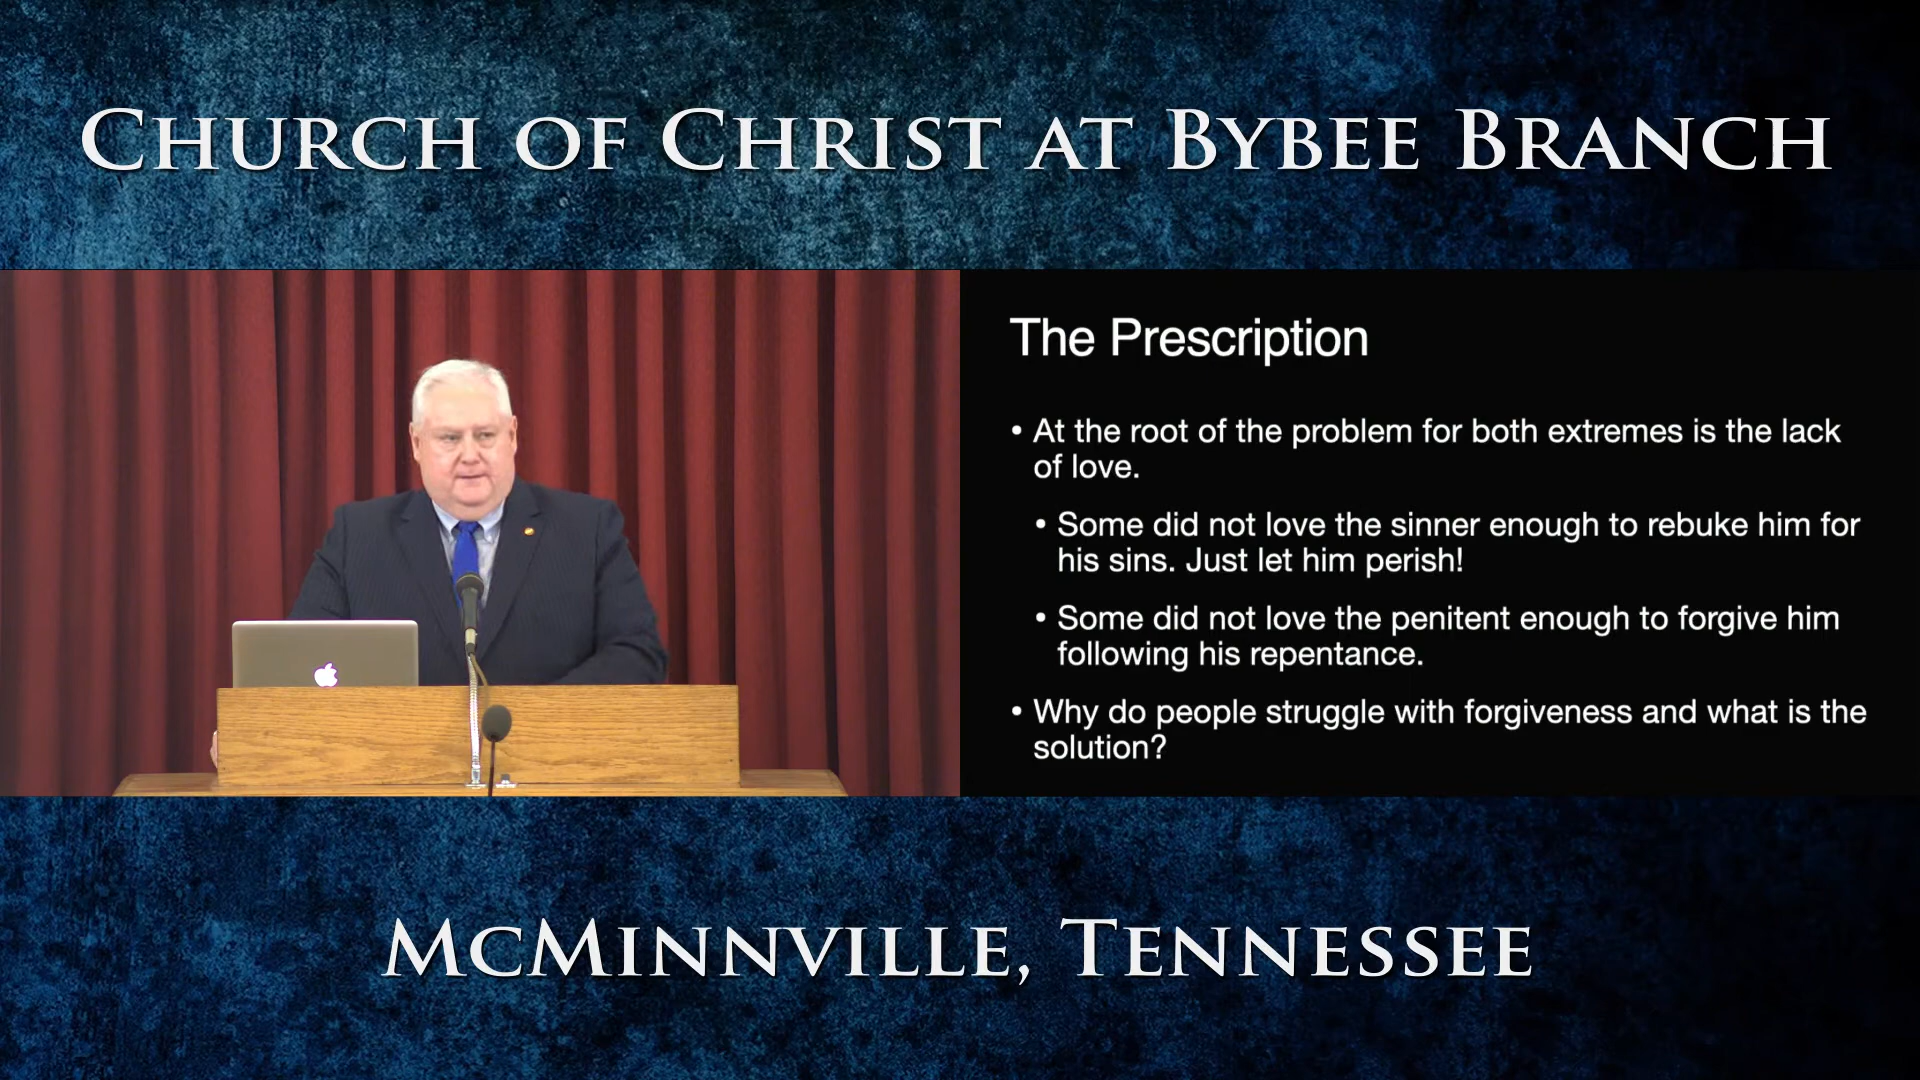 CHURCH OF CHRIST AT BYBEE BRANCH
The Prescription
• At the root of the problem for both extremes is the lack
of love.
• Some did not love the sinner enough to rebuke him for
his sins. Just let him perish!
• Some did not love the penitent enough to forgive him
following his repentance.
• Why do people struggle with forgiveness and what is the
solution?
MCMINNVILLE, TENNESSEE